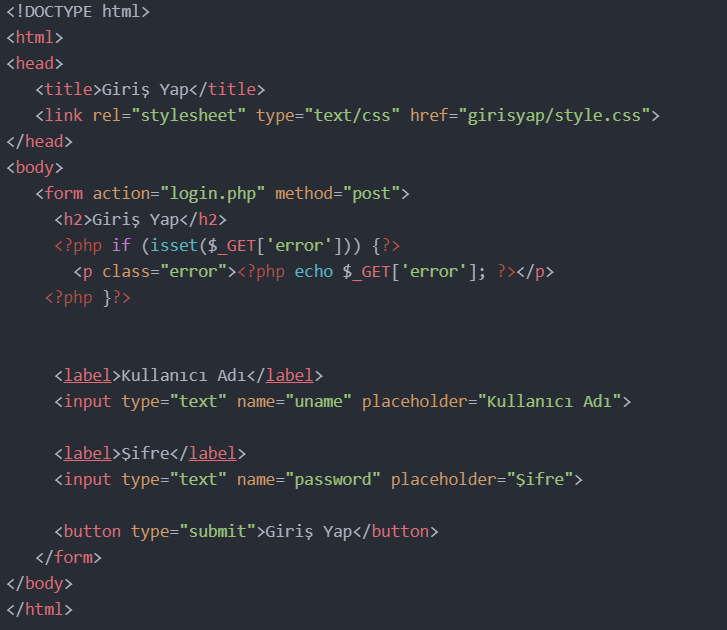 <!DOCTYPE html>
<html>
<head>
   <title>Giriş Yap</title>
   <link rel="stylesheet" type="text/css" href="girisyap/style.css">
</head>
<body>
   <form action="login.php" method="post">
     <h2>Giriş Yap</h2>
     <?php if (isset($_GET['error'])) {?>
       <p class="error"><?php echo $_GET['error']; ?></p>
    <?php }?>
     <label>Kullanıcı Adı</label>
     <input type="text" name="uname" placeholder="Kullanıcı Adı">
     <label>Şifre</label>
     <input type="text" name="password" placeholder="Şifre">
     <button type="submit">Giriş Yap</button>
   </form>
</body>
</html>